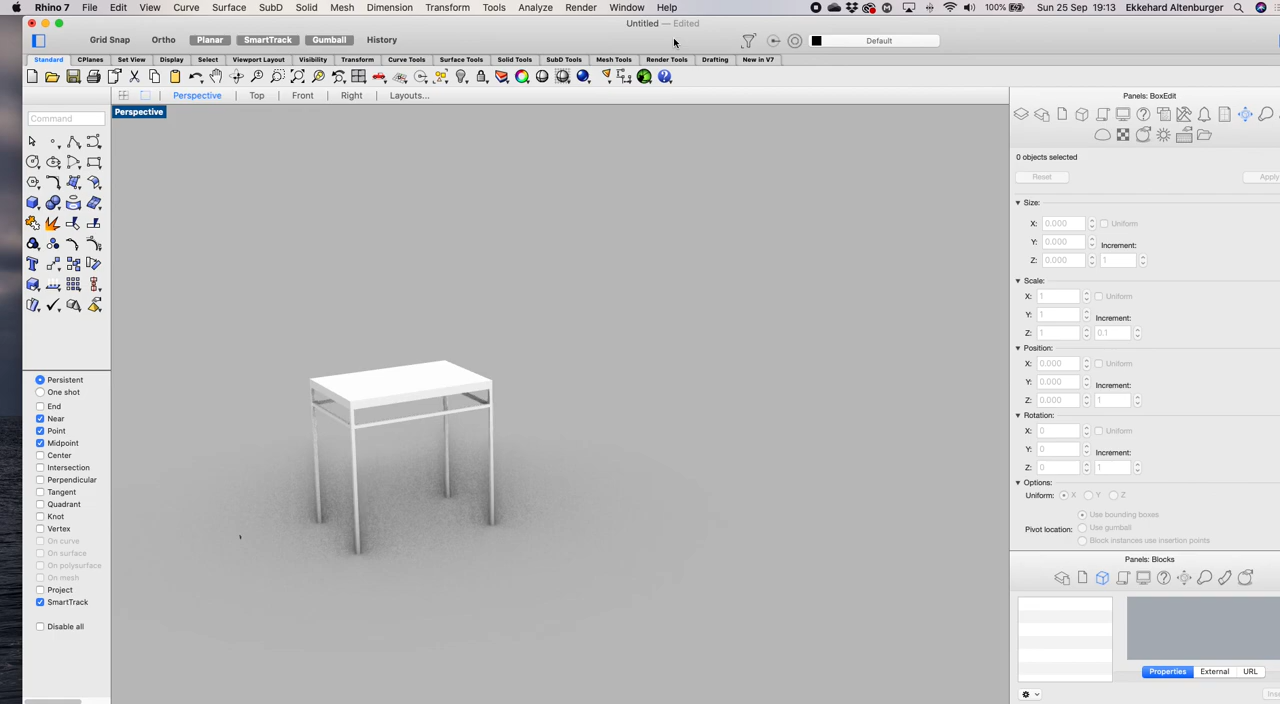 Rhino 7 File Edit View Curve Surface SubD Solid Mesh Dimension Transform Tools Analyze Render Window Help 100% Sun 25 Sep 19:13 Ekkehard Altenburger
Untitled — Edited
Grid Snap Ortho Planar SmartTrack Gumball History Default
Standard CPlanes Set View Display Select Viewport Layout Visibility Transform Curve Tools Surface Tools Solid Tools SubD Tools Mesh Tools Render Tools Drafting New in V7
Perspective Top Front Right Layouts... Panels: BoxEdit
Perspective
Command
0 objects selected
Reset Apply
Size:
X: 0.000 Uniform
Y: 0.000 Increment:
Z: 0.000 1
Scale:
X: 1 Uniform
Y: 1 Increment:
Z: 1 0.1
Position:
X: 0.000 Uniform
Y: 0.000 Increment:
Z: 0.000 1
Rotation:
X: 0 Uniform
Y: 0 Increment:
Z: 0 1
Options:
Uniform: X Y Z
Use bounding boxes
Pivot location: Use gumball
Block instances use insertion points
Panels: Blocks
Properties External URL
Persistent
One shot
End
Near
Point
Midpoint
Center
Intersection
Perpendicular
Tangent
Quadrant
Knot
Vertex
On curve
On surface
On polysurface
On mesh
Project
SmartTrack
Disable all